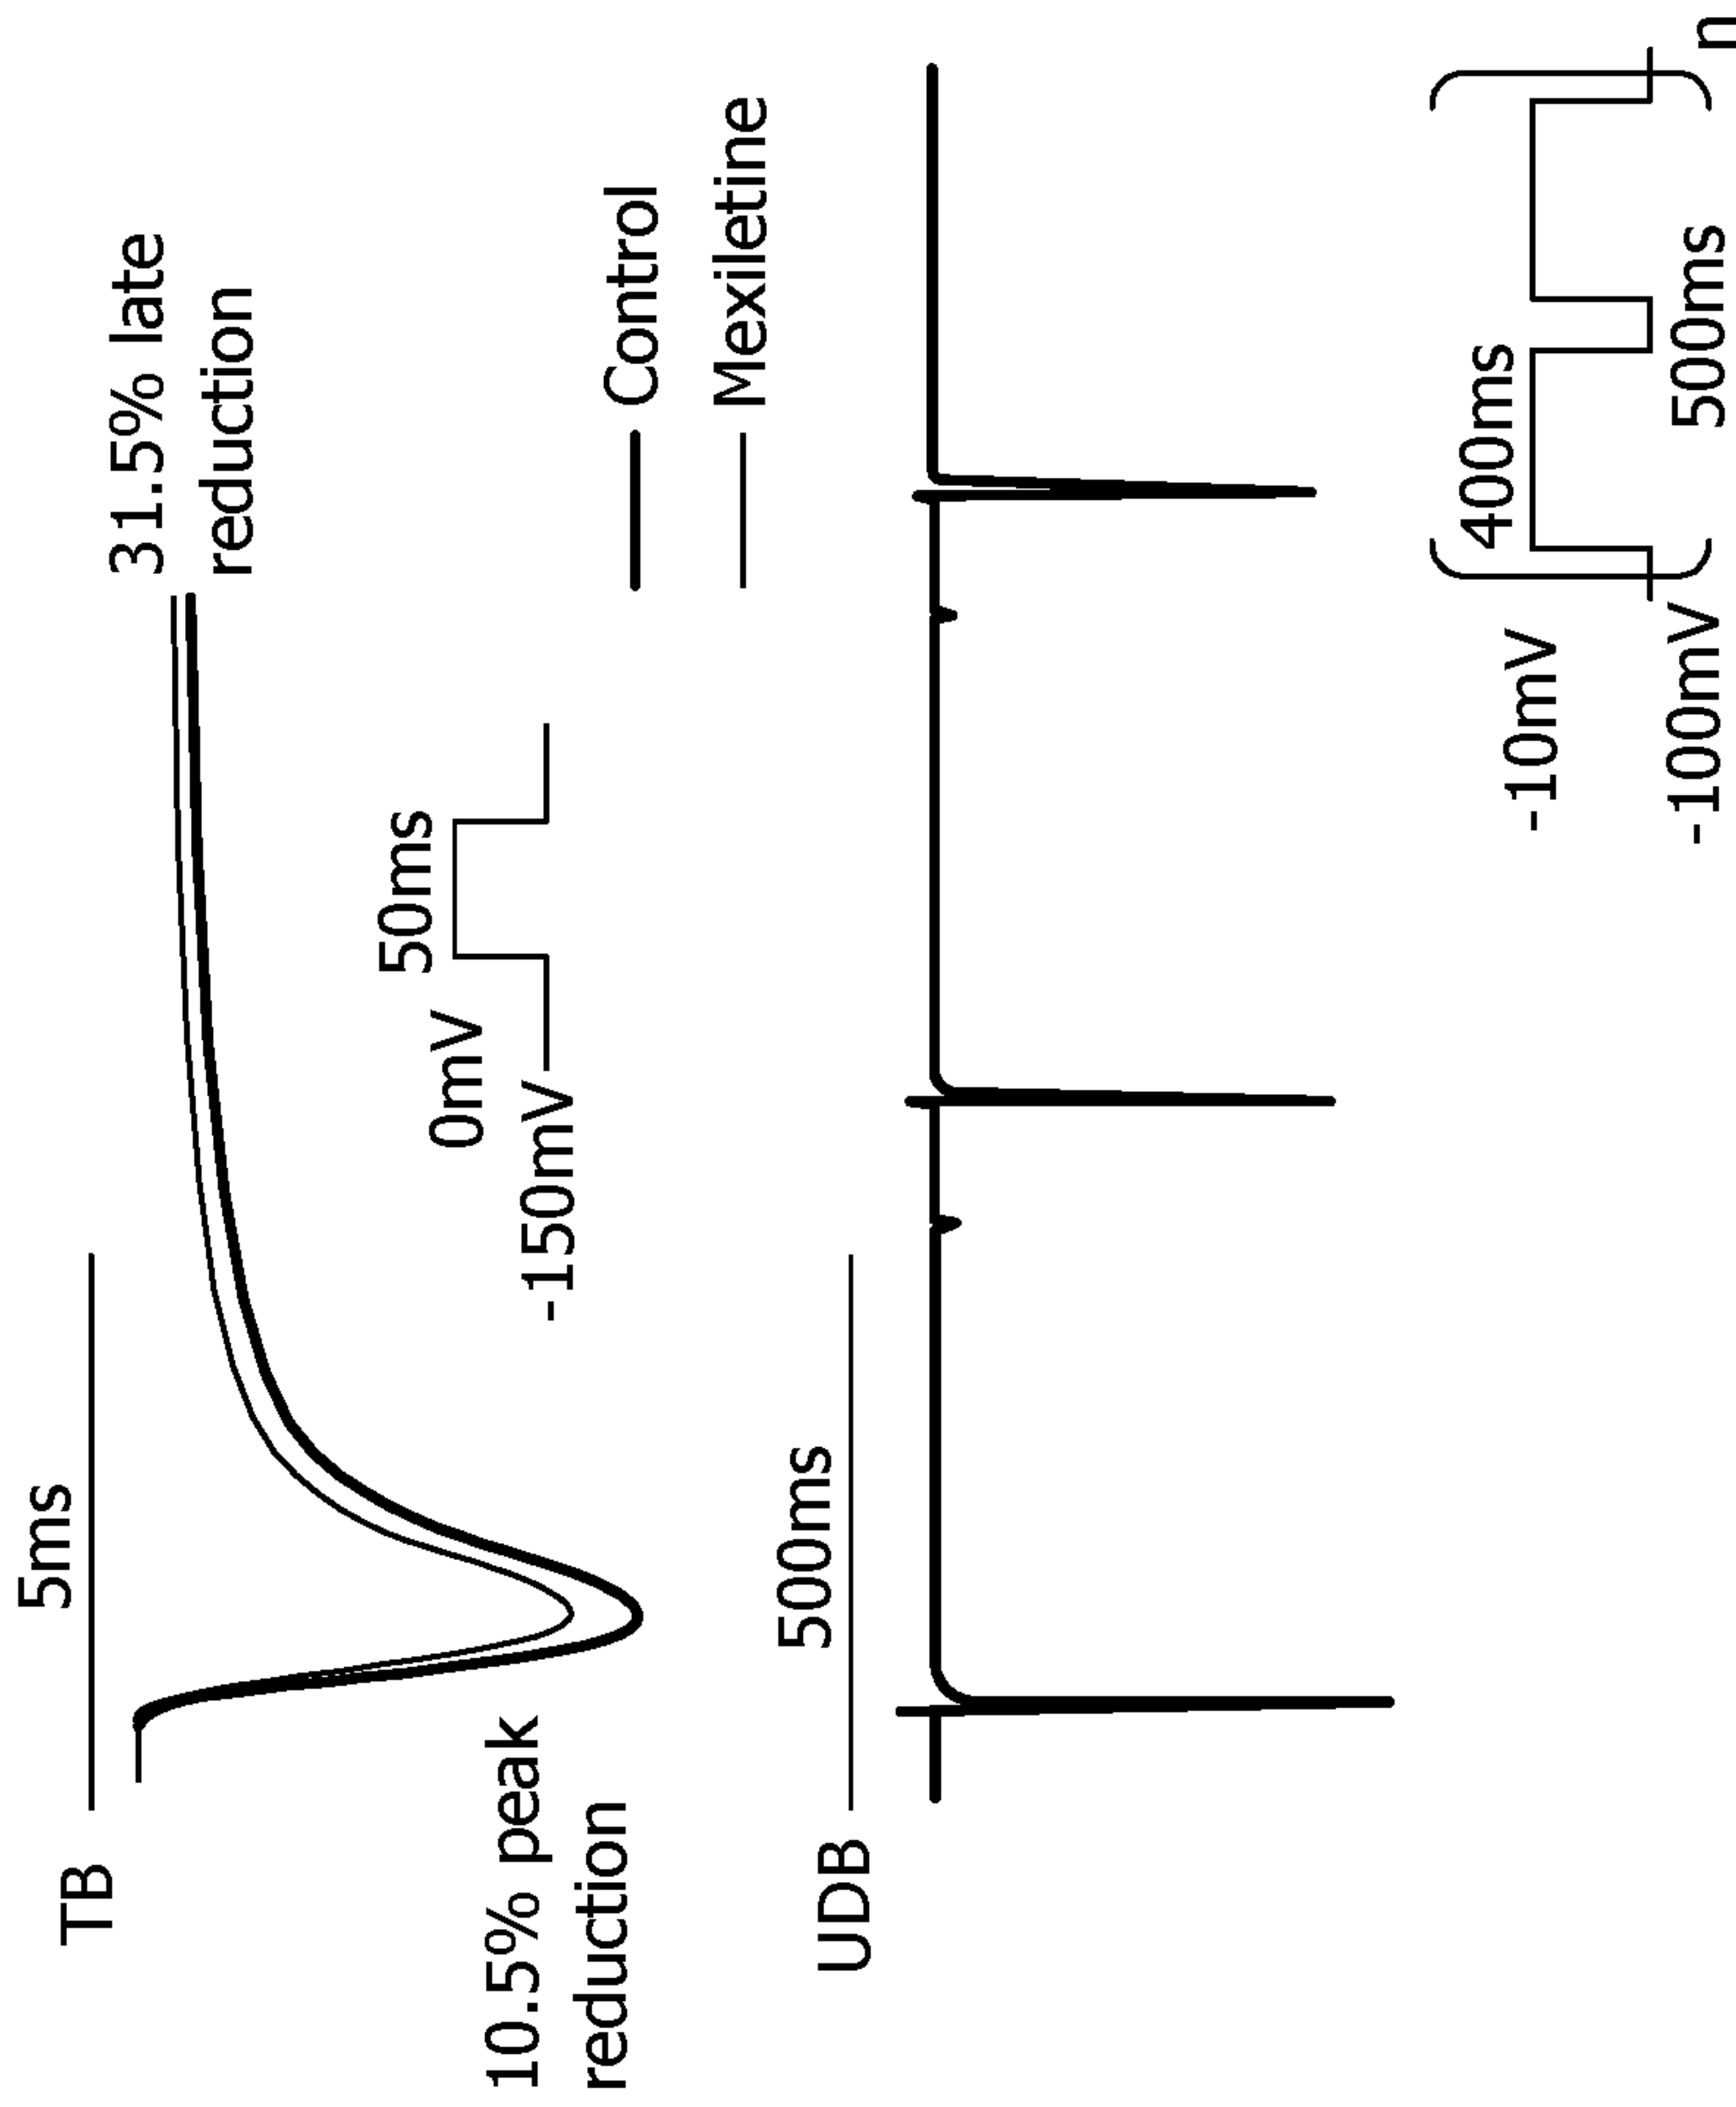 TB
5ms
31.5% late
reduction
10.5% peak
reduction
50ms
0mV
-150mV
Control
Mexiletine
UDB
500ms
400ms
-10mV
-100mV
500ms
n